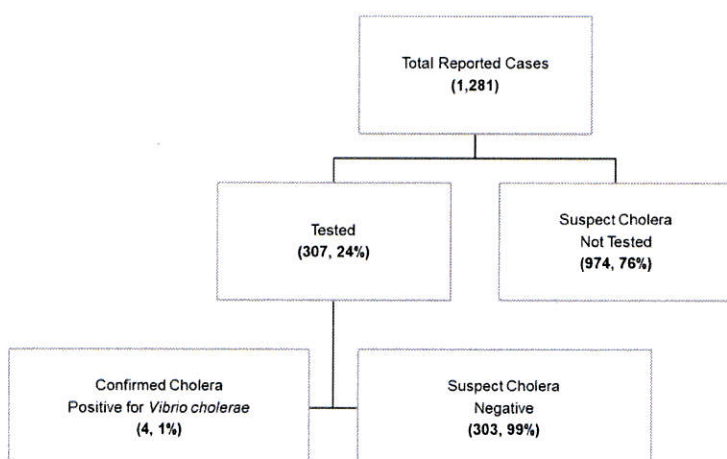 Total Reported Cases
(1,281)
Tested
(307, 24%)
Suspect Cholera
Not Tested
(974, 76%)
Confirmed Cholera
Positive for Vibrio cholerae
(4, 1%)
Suspect Cholera
Negative
(303, 99%)